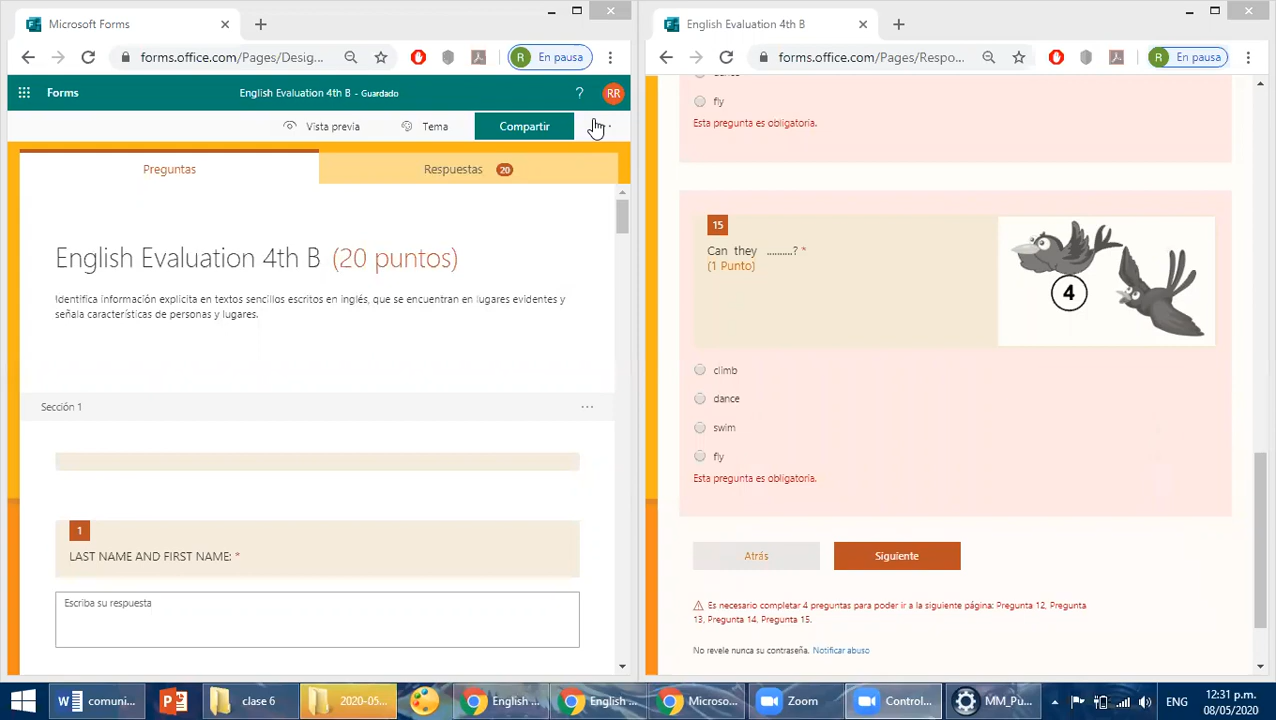 Microsoft Forms
forms.office.com/Pages/Desig...
R En pausa
Forms
English Evaluation 4th B - Guardado
?
RR
Vista previa
Tema
Compartir
Preguntas
Respuestas 20
English Evaluation 4th B (20 puntos)
Identifica información explicita en textos sencillos escritos en inglés, que se encuentran en lugares evidentes y
señala características de personas y lugares.
Sección 1
1
LAST NAME AND FIRST NAME: *
Escriba su respuesta
English Evaluation 4th B
forms.office.com/Pages/Respo...
R En pausa
fly
Esta pregunta es obligatoria.
15
Can they ..........? *
(1 Punto)
4
climb
dance
swim
fly
Esta pregunta es obligatoria.
Atrás
Siguiente
Es necesario completar 4 preguntas para poder ir a la siguiente página: Pregunta 12, Pregunta
13, Pregunta 14, Pregunta 15.
No revele nunca su contraseña. Notificar abuso
comuni...
clase 6
2020-05...
English ...
English ...
Microso...
Zoom
Control...
MM_Pu...
ENG
12:31 p.m.
08/05/2020